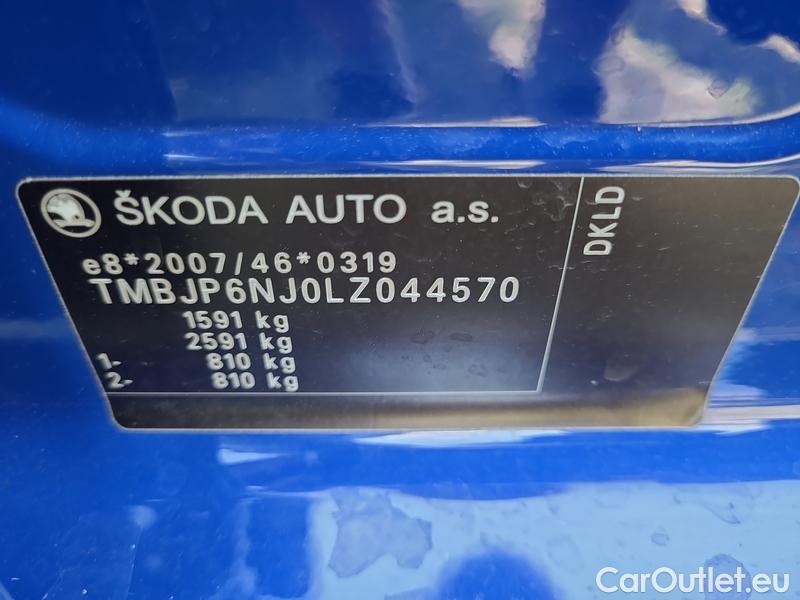 ŠKODA AUTO a.s.
e8*2007/46*0319
TMBJP6NJ0LZ044570
1591 kg
2591 kg
1- 810 kg
2- 810 kg
DKLD
CarOutlet.eu